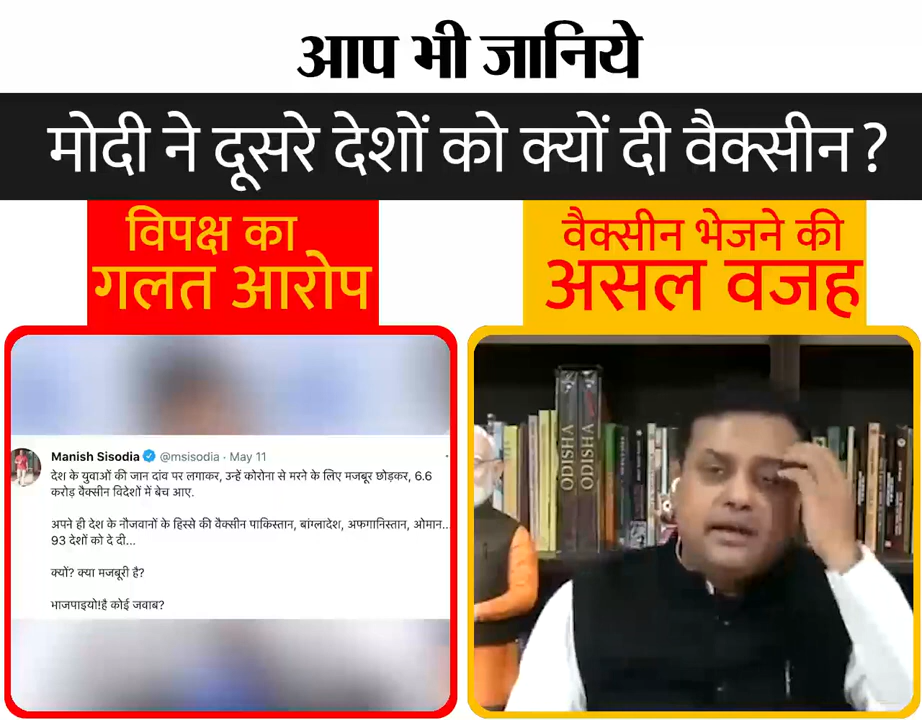 आप भी जानिये
मोदी ने दूसरे देशों को क्यों दी वैक्सीन?
विपक्ष का
गलत आरोप
वैक्सीन भेजने की
असल वजह
Manish Sisodia @msisodia · May 11
देश के युवाओं की जान दांव पर लगाकर, उन्हें कोरोना से मरने के लिए मजबूर छोड़कर, 6.6
करोड़ वैक्सीन विदेशों में बेच आए.
अपने ही देश के नौजवानों के हिस्से की वैक्सीन पाकिस्तान, बांग्लादेश, अफगानिस्तान, ओमान...
93 देशों को दे दी...
क्यों? क्या मजबूरी है?
भाजपाइयो!है कोई जवाब?
ODISHA
ODISHA